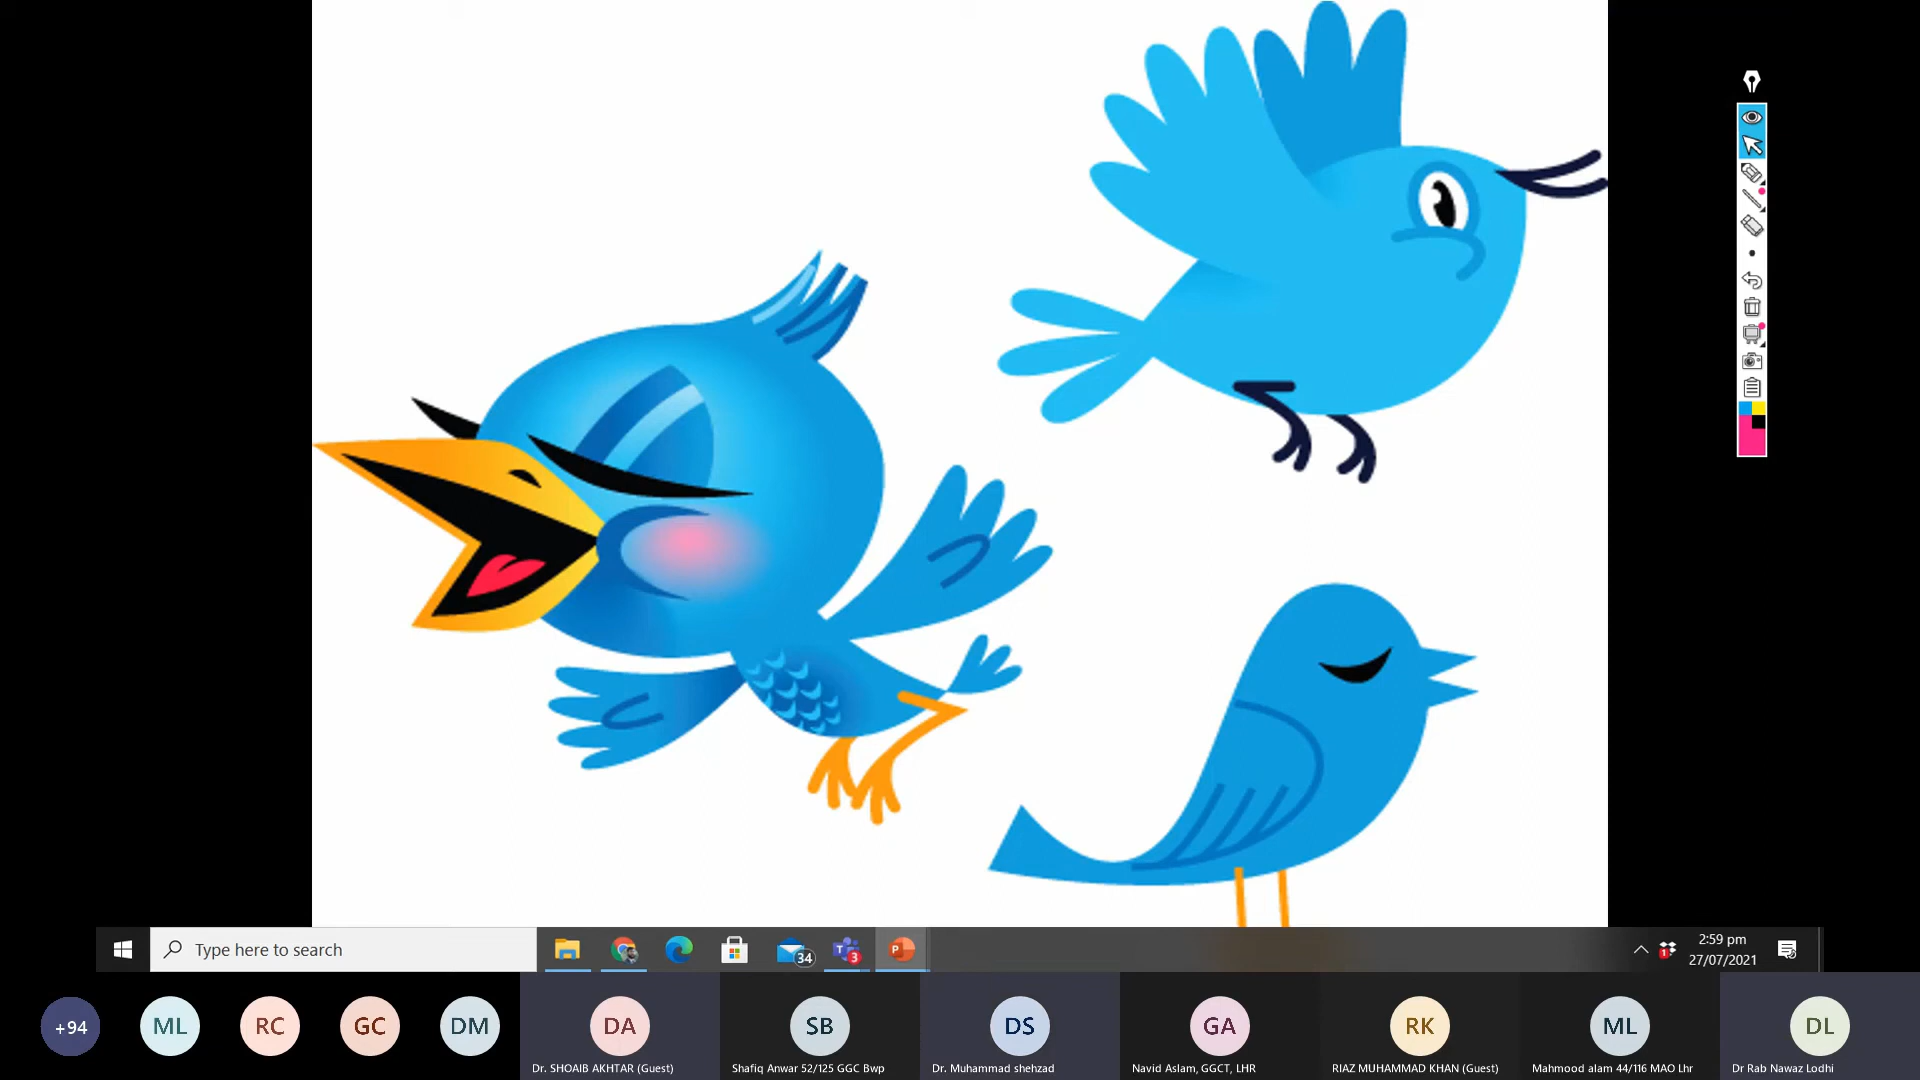 Type here to search
34
T
3
P
1
2:59 pm
27/07/2021
+94
ML
RC
GC
DM
DA
SB
DS
GA
RK
ML
DL
Dr. SHOAIB AKHTAR (Guest)
Shafiq Anwar 52/125 GGC Bwp
Dr. Muhammad shehzad
Navid Aslam, GGCT, LHR
RIAZ MUHAMMAD KHAN (Guest)
Mahmood alam 44/116 MAO Lhr
Dr Rab Nawaz Lodhi